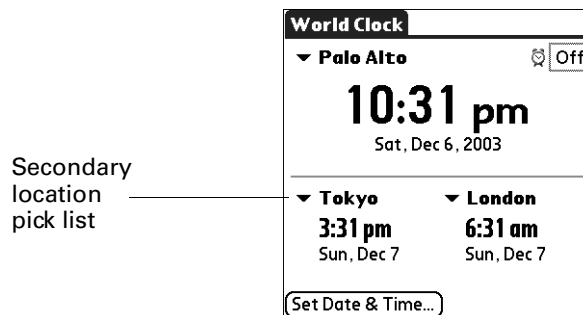 World Clock
Palo Alto Off
10:31 pm
Sat, Dec 6, 2003
Secondary
location
pick list
Tokyo London
3:31 pm 6:31 am
Sun, Dec 7 Sun, Dec 7
Set Date & Time...